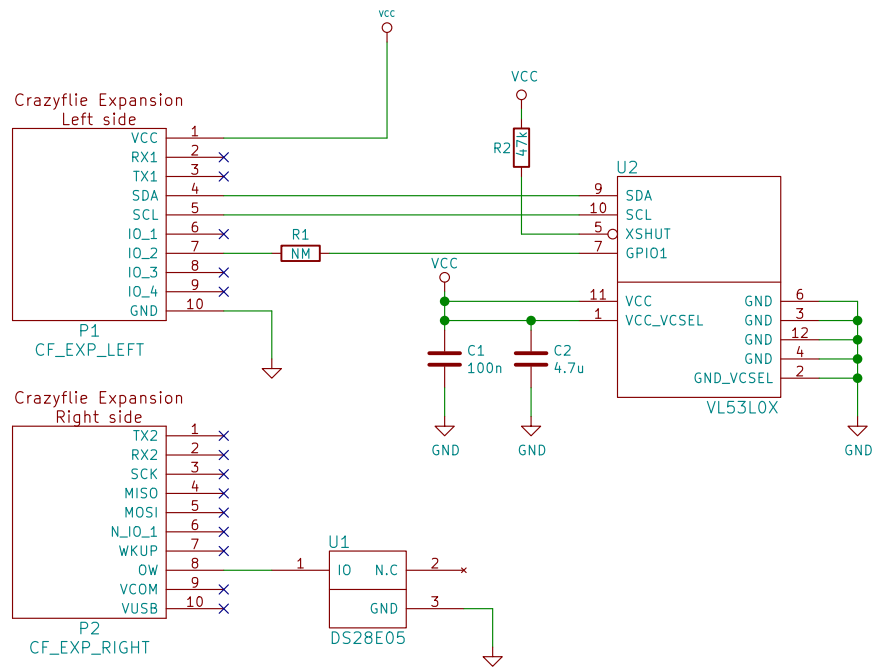 vcc
VCC
Crazyflie Expansion
Left side
VCC 1
RX1 2
TX1 3
SDA 4
SCL 5
IO_1 6
IO_2 7
IO_3 8
IO_4 9
GND 10
P1
CF_EXP_LEFT
R1
NM
R2
47k
U2
9 SDA
10 SCL
5 XSHUT
7 GPIO1
VCC
11 VCC
1 VCC_VCSEL
GND 6
GND 3
GND 12
GND 4
GND_VCSEL 2
VL53L0X
C1
100n
C2
4.7u
GND
GND
GND
Crazyflie Expansion
Right side
TX2 1
RX2 2
SCK 3
MISO 4
MOSI 5
N_IO_1 6
WKUP 7
OW 8
VCOM 9
VUSB 10
P2
CF_EXP_RIGHT
U1
1 IO N.C 2
GND 3
DS28E05